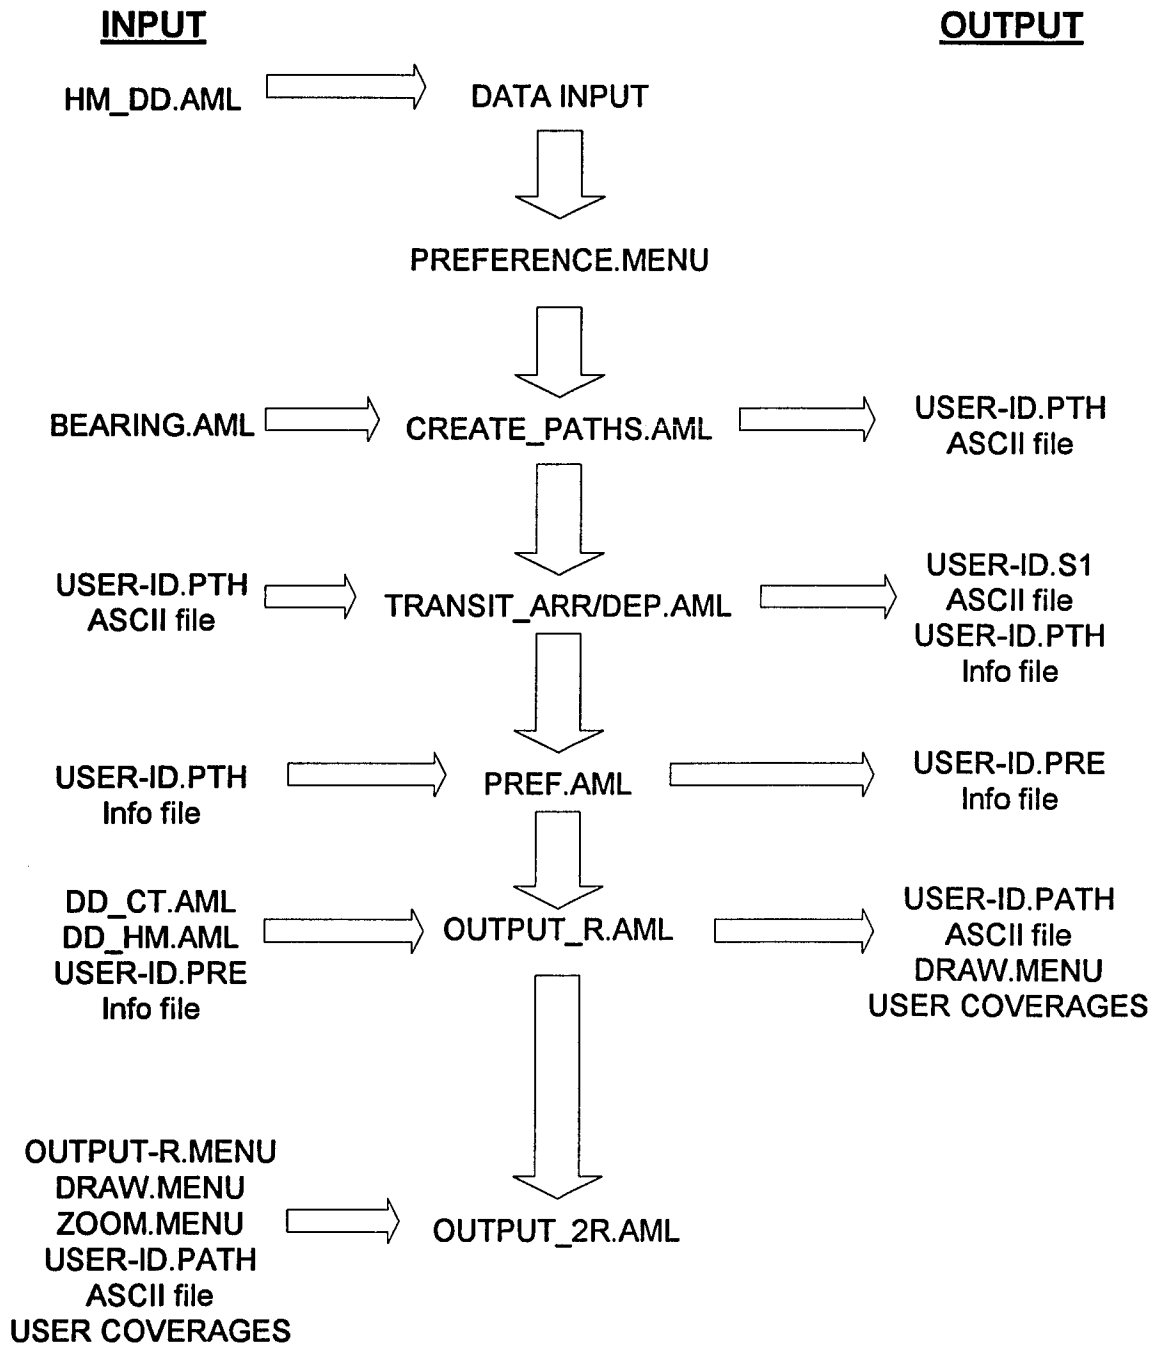 INPUT
OUTPUT
HM_DD.AML
DATA INPUT
PREFERENCE.MENU
BEARING.AML
CREATE_PATHS.AML
USER-ID.PTH
ASCII file
USER-ID.PTH
ASCII file
TRANSIT_ARR/DEP.AML
USER-ID.S1
ASCII file
USER-ID.PTH
Info file
USER-ID.PTH
Info file
PREF.AML
USER-ID.PRE
Info file
DD_CT.AML
DD_HM.AML
USER-ID.PRE
Info file
OUTPUT_R.AML
USER-ID.PATH
ASCII file
DRAW.MENU
USER COVERAGES
OUTPUT-R.MENU
DRAW.MENU
ZOOM.MENU
USER-ID.PATH
ASCII file
USER COVERAGES
OUTPUT_2R.AML